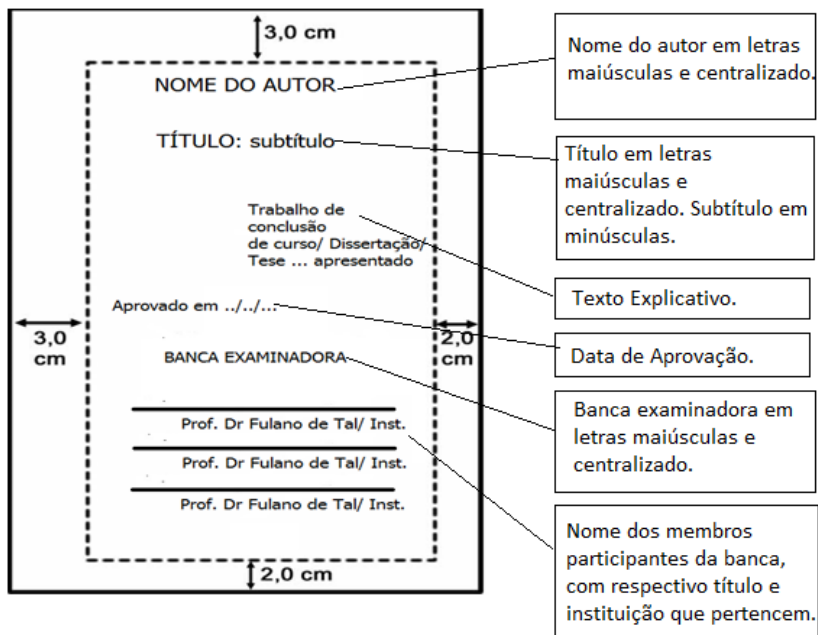 3,0 cm
NOME DO AUTOR
TÍTULO: subtítulo
Trabalho de
conclusão
de curso/ Dissertação/
Tese ... apresentado
Aprovado em ../../...
3,0
cm
2,0
cm
BANCA EXAMINADORA
Prof. Dr Fulano de Tal/ Inst.
Prof. Dr Fulano de Tal/ Inst.
Prof. Dr Fulano de Tal/ Inst.
2,0 cm
Nome do autor em letras
maiúsculas e centralizado.
Título em letras
maiúsculas e
centralizado. Subtítulo em
minúsculas.
Texto Explicativo.
Data de Aprovação.
Banca examinadora em
letras maiúsculas e
centralizado.
Nome dos membros
participantes da banca,
com respectivo título e
instituição que pertencem.